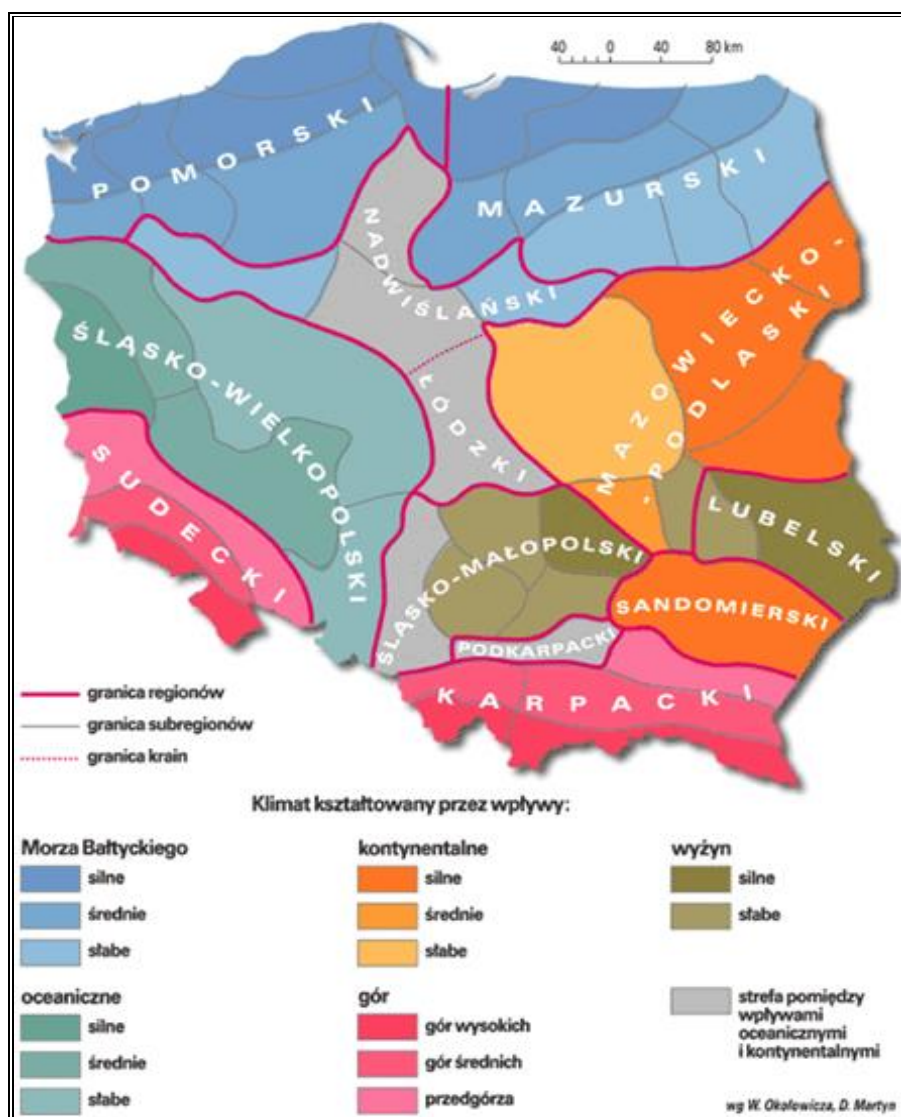 40 0 40 80 km
POMORSKI
MAZURSKI
NADWIŚLAŃSKI
MAZOWIECKO-
-PODLASKI
ŁÓDZKI
ŚLĄSKO-WIELKOPOLSKI
SUDECKI
LUBELSKI
ŚLĄSKO-MAŁOPOLSKI
SANDOMIERSKI
PODKARPACKI
KARPACKI
granica regionów
granica subregionów
granica krain
Klimat kształtowany przez wpływy:
Morza Bałtyckiego
silne
średnie
słabe
kontynentalne
silne
średnie
słabe
wyżyn
silne
słabe
oceaniczne
silne
średnie
słabe
gór
gór wysokich
gór średnich
przedgórza
strefa pomiędzy
wpływami
oceanicznymi
i kontynentalnymi
wg W. Okołowicza, D. Martyn